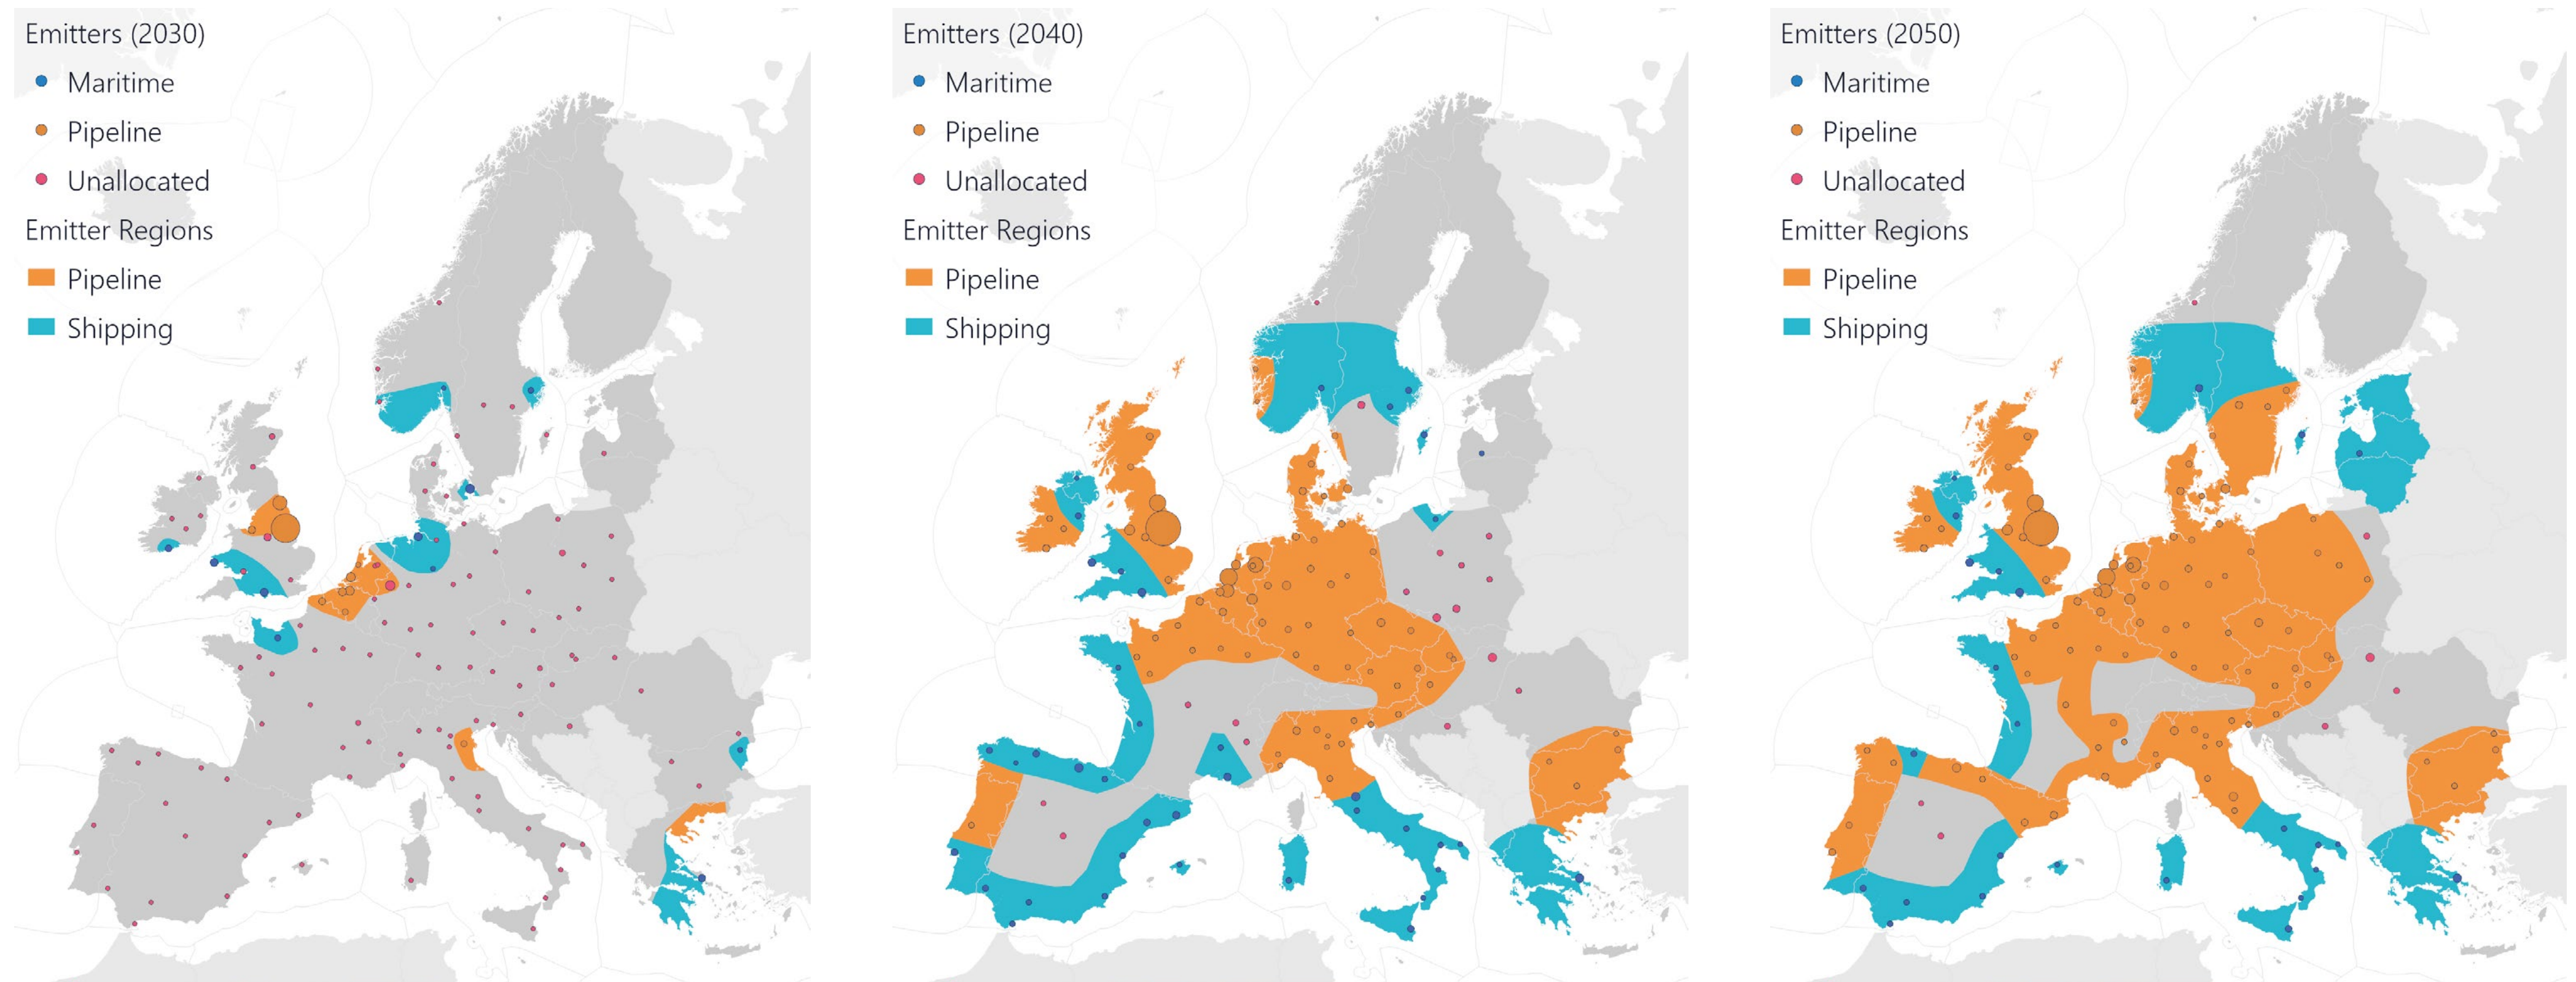 Emitters (2030)
Maritime
Pipeline
Unallocated
Emitter Regions
Pipeline
Shipping
Emitters (2040)
Maritime
Pipeline
Unallocated
Emitter Regions
Pipeline
Shipping
Emitters (2050)
Maritime
Pipeline
Unallocated
Emitter Regions
Pipeline
Shipping